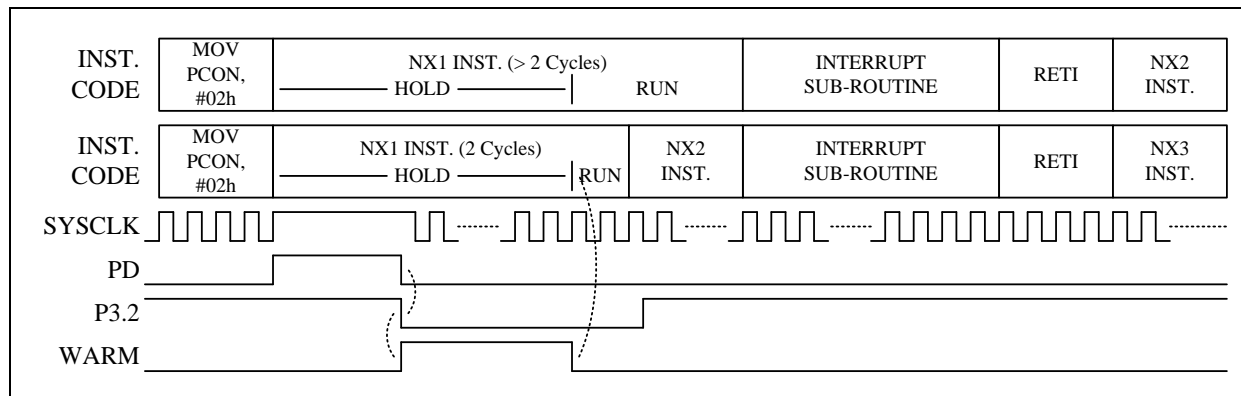 INST.
CODE
MOV
PCON,
#02h
NX1 INST. (> 2 Cycles)
HOLD
RUN
INTERRUPT
SUB-ROUTINE
RETI
NX2
INST.
INST.
CODE
MOV
PCON,
#02h
NX1 INST. (2 Cycles)
HOLD
RUN
NX2
INST.
INTERRUPT
SUB-ROUTINE
RETI
NX3
INST.
SYSCLK
PD
P3.2
WARM